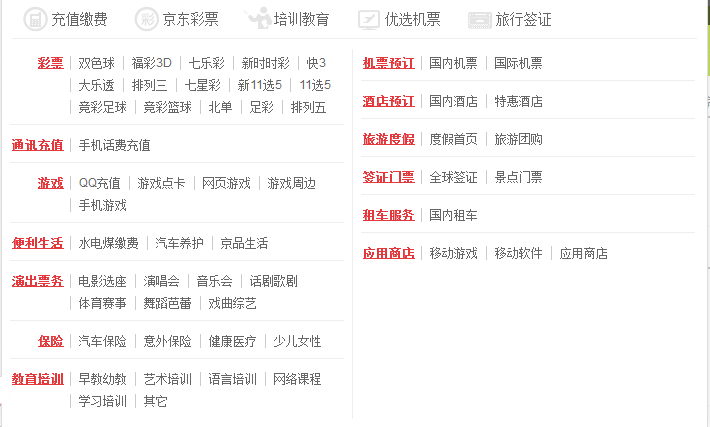 充值缴费 京东彩票 培训教育 优选机票 旅行签证
彩票 双色球 福彩3D 七乐彩 新时时彩 快3
大乐透 排列三 七星彩 新11选5 11选5
竞彩足球 竞彩篮球 北单 足彩 排列五
通讯充值 手机话费充值
游戏 QQ充值 游戏点卡 网页游戏 游戏周边
手机游戏
便利生活 水电煤缴费 汽车养护 京品生活
演出票务 电影选座 演唱会 音乐会 话剧歌剧
体育赛事 舞蹈芭蕾 戏曲综艺
保险 汽车保险 意外保险 健康医疗 少儿女性
教育培训 早教幼教 艺术培训 语言培训 网络课程
学习培训 其它
机票预订 国内机票 国际机票
酒店预订 国内酒店 特惠酒店
旅游度假 度假首页 旅游团购
签证门票 全球签证 景点门票
租车服务 国内租车
应用商店 移动游戏 移动软件 应用商店